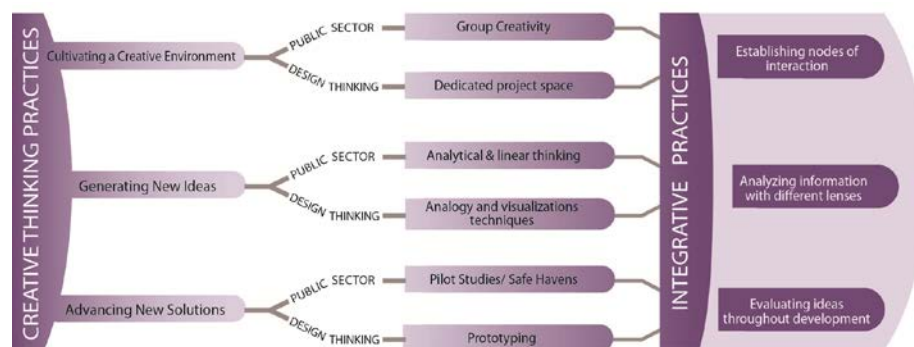 CREATIVE THINKING PRACTICES
Cultivating a Creative Environment
PUBLIC SECTOR
Group Creativity
DESIGN THINKING
Dedicated project space
Generating New Ideas
PUBLIC SECTOR
Analytical & linear thinking
DESIGN THINKING
Analogy and visualizations
techniques
Advancing New Solutions
PUBLIC SECTOR
Pilot Studies/ Safe Havens
DESIGN THINKING
Prototyping
INTEGRATIVE PRACTICES
Establishing nodes of
interaction
Analyzing information
with different lenses
Evaluating ideas
throughout development